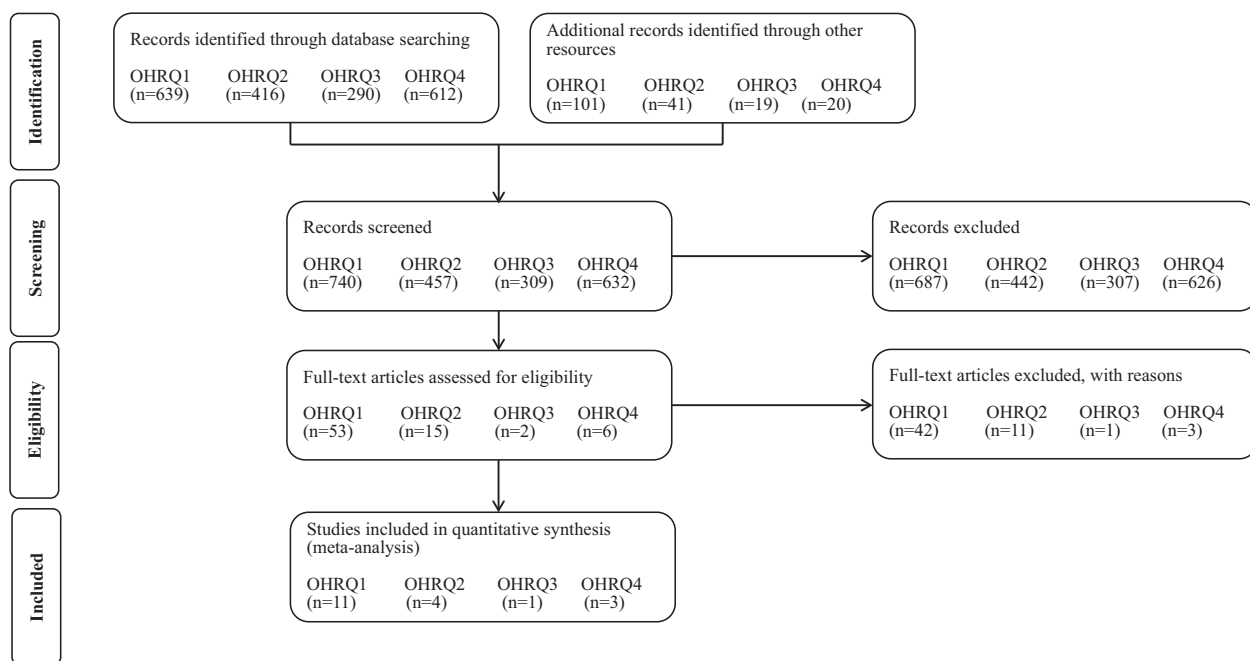 Identification
Records identified through database searching
OHRQ1 OHRQ2 OHRQ3 OHRQ4
(n=639) (n=416) (n=290) (n=612)
Additional records identified through other
resources
OHRQ1 OHRQ2 OHRQ3 OHRQ4
(n=101) (n=41) (n=19) (n=20)
Screening
Records screened
OHRQ1 OHRQ2 OHRQ3 OHRQ4
(n=740) (n=457) (n=309) (n=632)
Records excluded
OHRQ1 OHRQ2 OHRQ3 OHRQ4
(n=687) (n=442) (n=307) (n=626)
Eligibility
Full-text articles assessed for eligibility
OHRQ1 OHRQ2 OHRQ3 OHRQ4
(n=53) (n=15) (n=2) (n=6)
Full-text articles excluded, with reasons
OHRQ1 OHRQ2 OHRQ3 OHRQ4
(n=42) (n=11) (n=1) (n=3)
Included
Studies included in quantitative synthesis
(meta-analysis)
OHRQ1 OHRQ2 OHRQ3 OHRQ4
(n=11) (n=4) (n=1) (n=3)